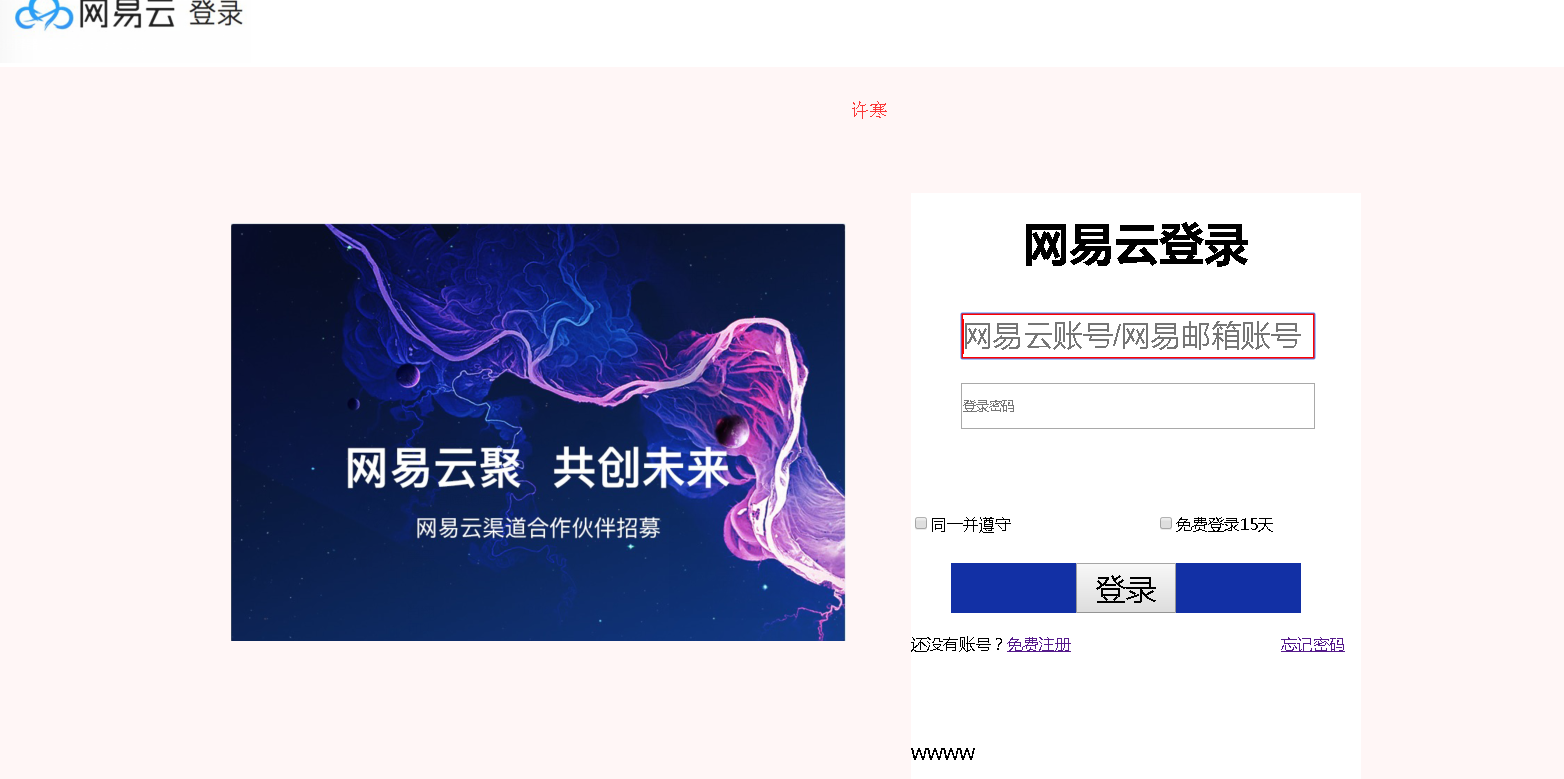 网易云 登录
许寒
网易云聚 共创未来
网易云渠道合作伙伴招募
网易云登录
网易云账号/网易邮箱账号
登录密码
同一并遵守 免费登录15天
登录
还没有账号？免费注册 忘记密码
wwww